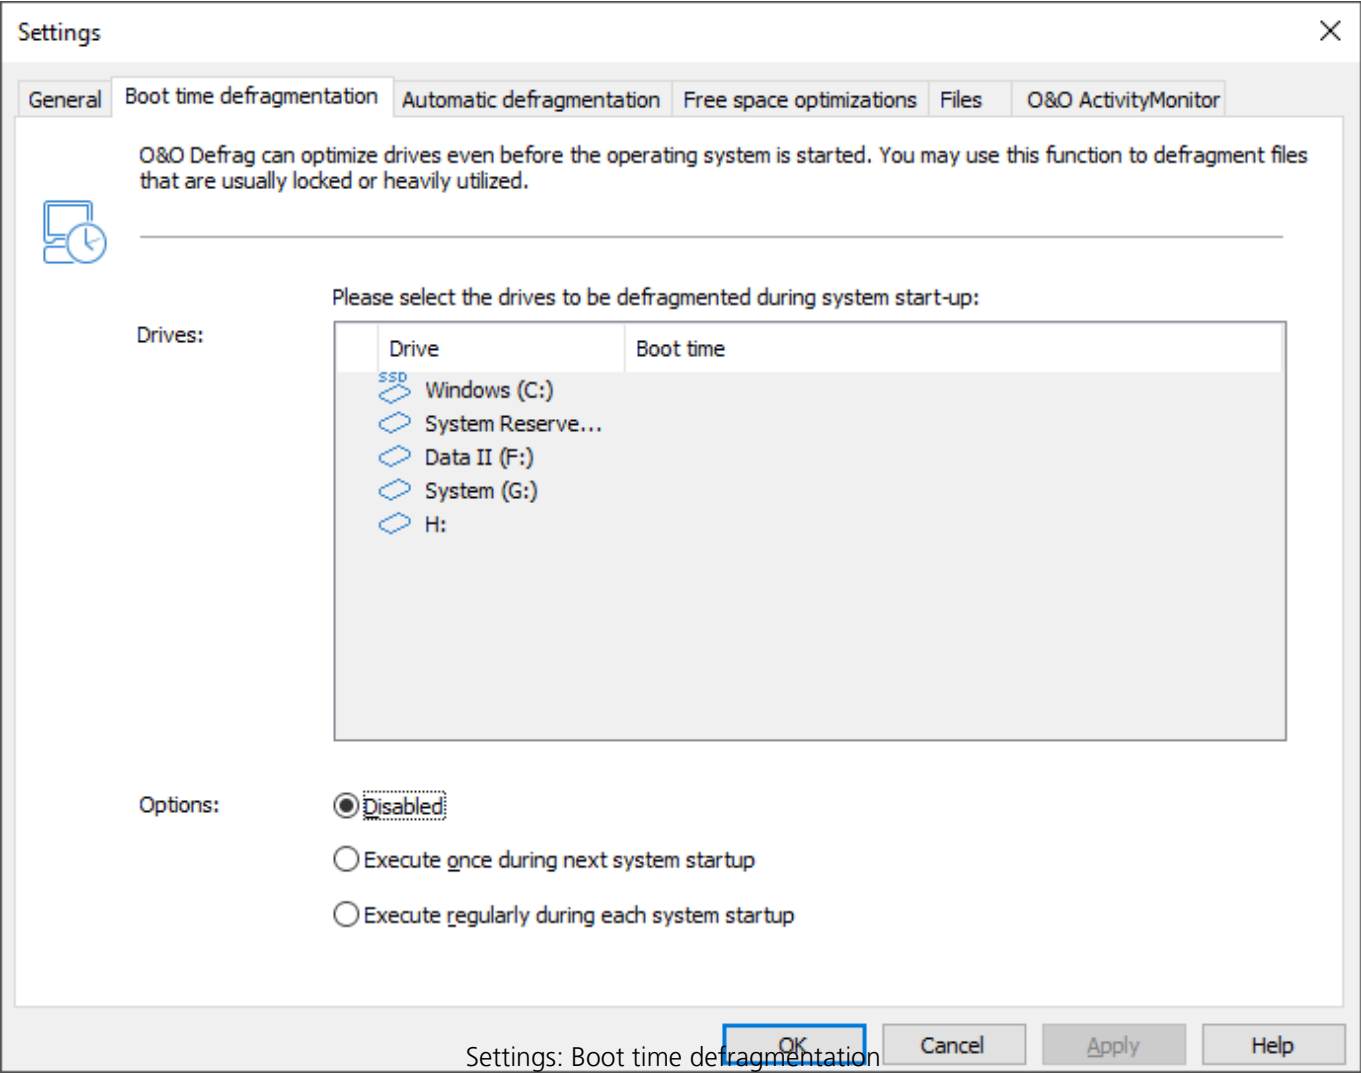 Settings
General
Boot time defragmentation
Automatic defragmentation
Free space optimizations
Files
O&O ActivityMonitor
O&O Defrag can optimize drives even before the operating system is started. You may use this function to defragment files
that are usually locked or heavily utilized.
Please select the drives to be defragmented during system start-up:
Drives:
Drive
Boot time
SSD
Windows (C:)
System Reserve...
Data II (F:)
System (G:)
H:
Options:
Disabled
Execute once during next system startup
Execute regularly during each system startup
OK
Cancel
Apply
Help
Settings: Boot time defragmentation